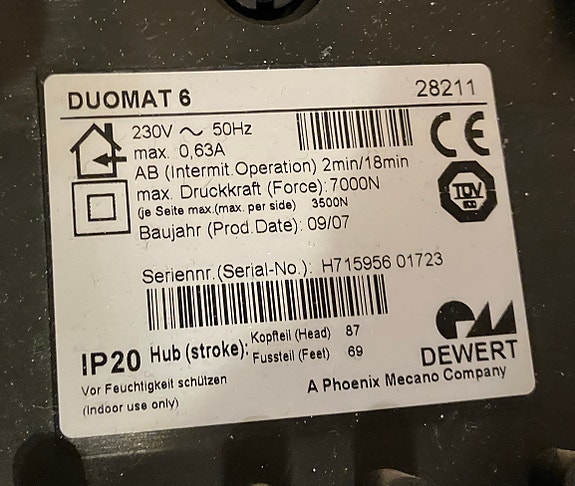 DUOMAT 6 28211
230V ~ 50Hz
max. 0,63A
AB (Intermit.Operation) 2min/18min
max. Druckkraft (Force):7000N
(je Seite max.(max. per side) 3500N
Baujahr (Prod.Date): 09/07
CE
TÜV
Seriennr.(Serial-No.): H715956 01723
IP20 Hub (stroke): Kopfteil (Head) 87
Fussteil (Feet) 69
Vor Feuchtigkeit schützen
(Indoor use only)
DEWERT
A Phoenix Mecano Company